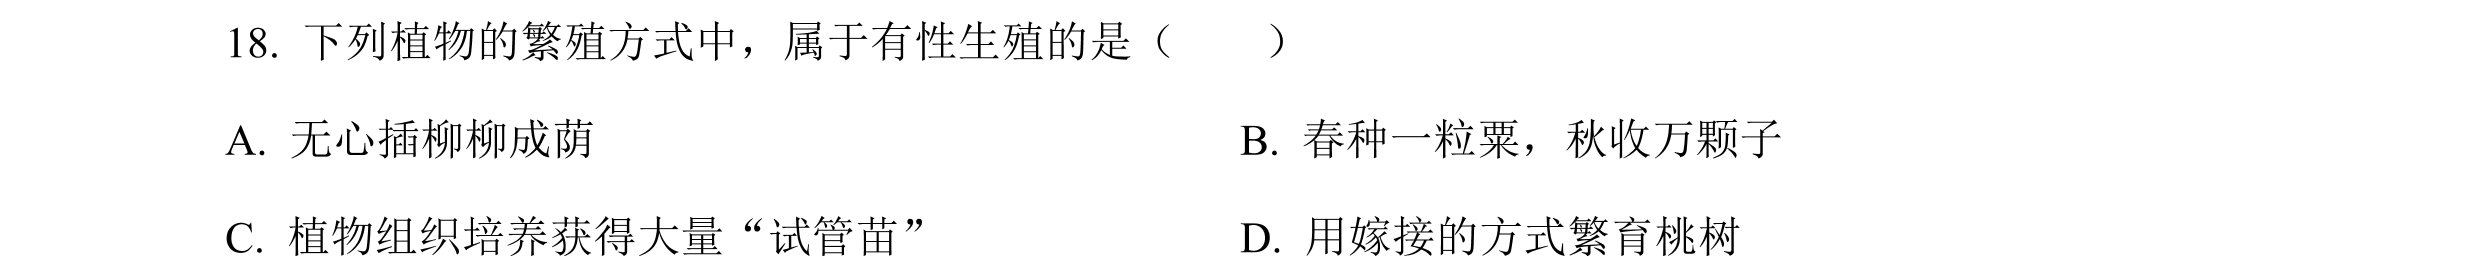 18. 下列植物的繁殖方式中，属于有性生殖的是（　　）
A. 无心插柳柳成荫　　B. 春种一粒粟，秋收万颗子
C. 植物组织培养获得大量“试管苗”　　D. 用嫁接的方式繁育桃树